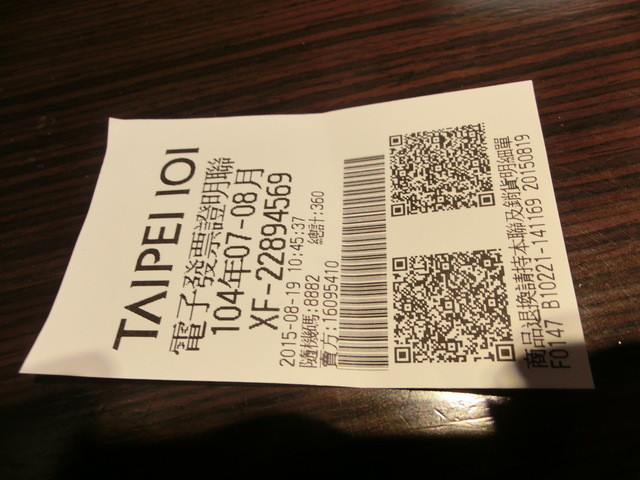 TAIPEI 101
電子發票證明聯
104年07-08月
XF-22894569
2015-08-19 10:45:37
隨機碼:8882 總計:360
賣方:16095410
商品退換請持本聯及銷貨明細單
F0147 B10221-141169 20150819